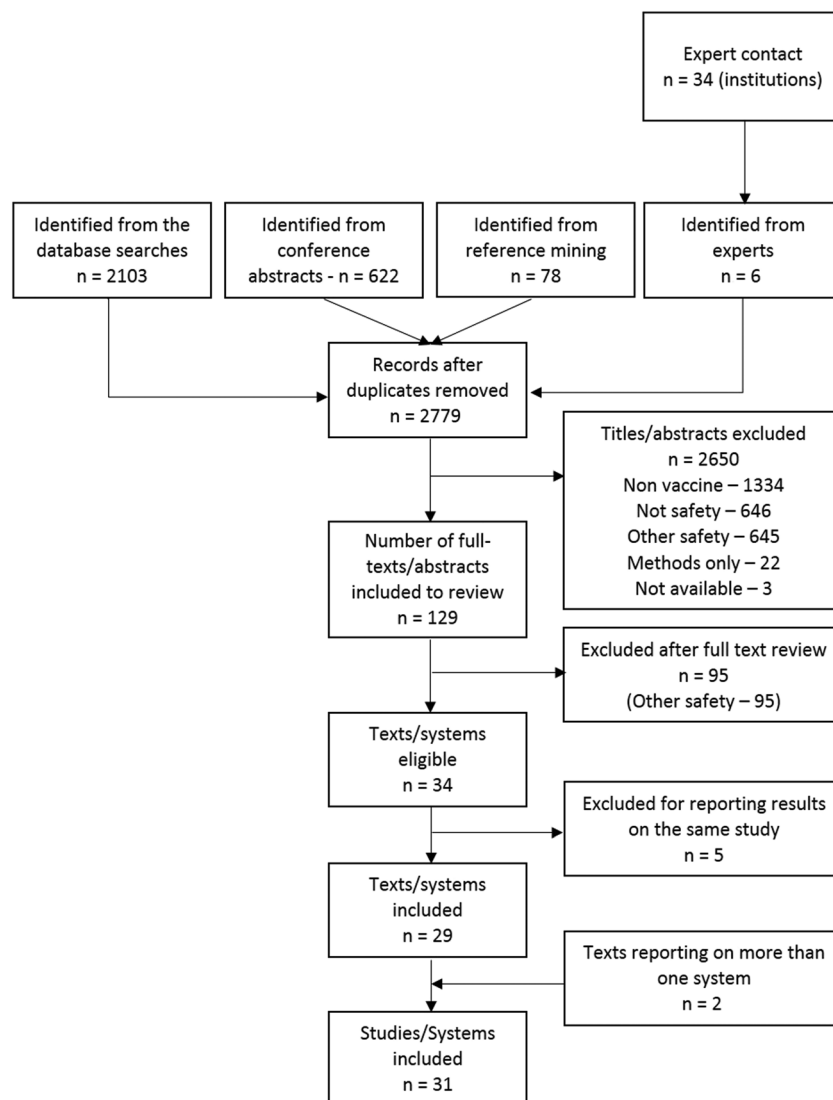 Expert contact
n = 34 (institutions)
Identified from the
database searches
n = 2103
Identified from
conference
abstracts - n = 622
Identified from
reference mining
n = 78
Identified from
experts
n = 6
Records after
duplicates removed
n = 2779
Titles/abstracts excluded
n = 2650
Non vaccine – 1334
Not safety – 646
Other safety – 645
Methods only – 22
Not available – 3
Number of full-
texts/abstracts
included to review
n = 129
Excluded after full text review
n = 95
(Other safety – 95)
Texts/systems
eligible
n = 34
Excluded for reporting results
on the same study
n = 5
Texts/systems
included
n = 29
Texts reporting on more than
one system
n = 2
Studies/Systems
included
n = 31